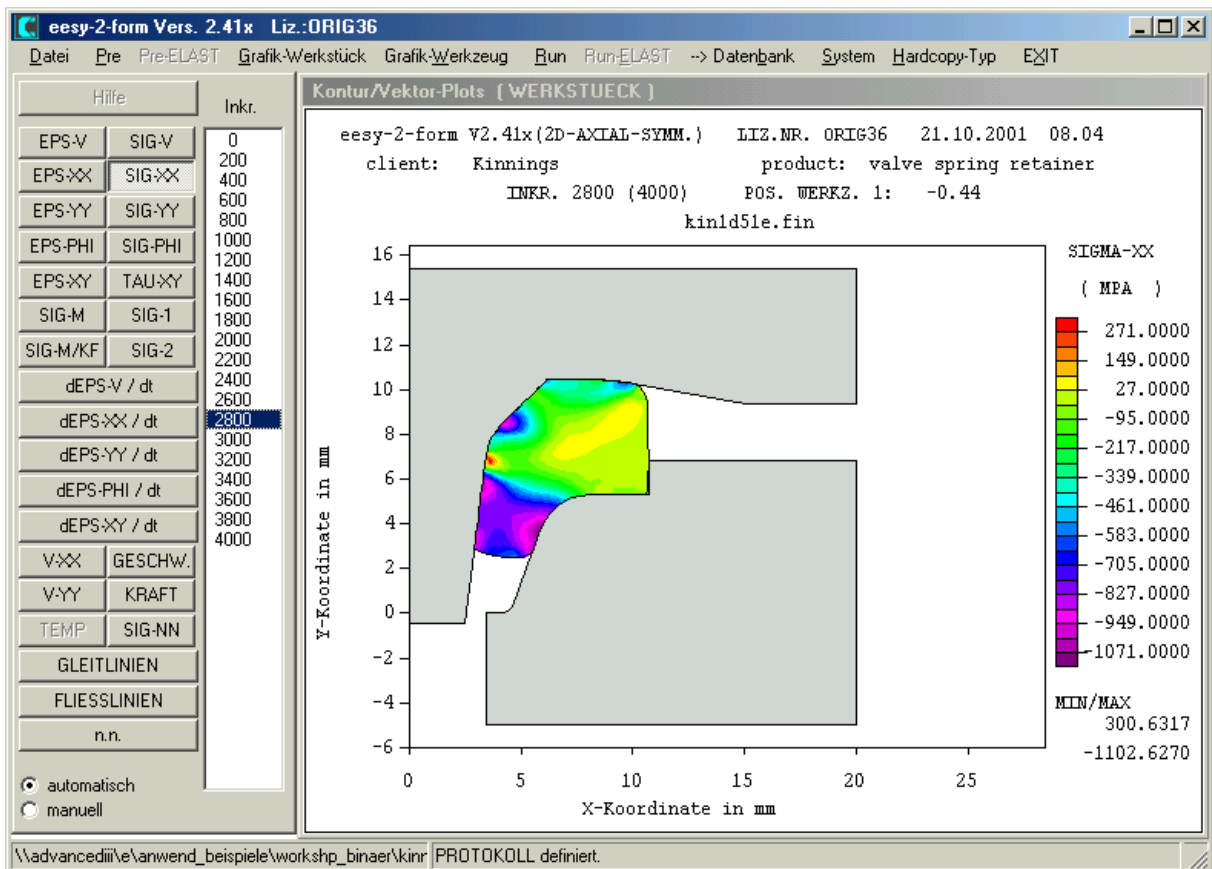 eesy-2-form Vers. 2.41x Liz.:ORIG36
Datei Pre Pre-ELAST Grafik-Werkstück Grafik-Werkzeug Run Run-ELAST --> Datenbank System Hardcopy-Typ EXIT
Hilfe
EPS-V SIG-V
EPS-XX SIG-XX
EPS-YY SIG-YY
EPS-PHI SIG-PHI
EPS-XY TAU-XY
SIG-M SIG-1
SIG-M/KF SIG-2
dEPS-V / dt
dEPS-XX / dt
dEPS-YY / dt
dEPS-PHI / dt
dEPS-XY / dt
V-XX GESCHW.
V-YY KRAFT
TEMP SIG-NN
GLEITLINIEN
FLIESSLINIEN
n.n.
automatisch
manuell
Inkr.
0
200
400
600
800
1000
1200
1400
1600
1800
2000
2200
2400
2600
2800
3000
3200
3400
3600
3800
4000
Kontur/Vektor-Plots ( WERKSTUECK )
eesy-2-form V2.41x(2D-AXIAL-SYMM.) LIZ.NR. ORIG36 21.10.2001 08.04
client: Kinnings product: valve spring retainer
INKR. 2800 (4000) POS. WERKZ. 1: -0.44
kin1d51e.fin
16
14
12
10
8
6
4
2
0
-2
-4
-6
Y-Koordinate in mm
0 5 10 15 20 25
X-Koordinate in mm
SIGMA-XX
( MPA )
271.0000
149.0000
27.0000
-95.0000
-217.0000
-339.0000
-461.0000
-583.0000
-705.0000
-827.0000
-949.0000
-1071.0000
MIN/MAX
300.6317
-1102.6270
\\advancediii\e\anwend_beispiele\workshp_binaer\kinr PROTOKOLL definiert.